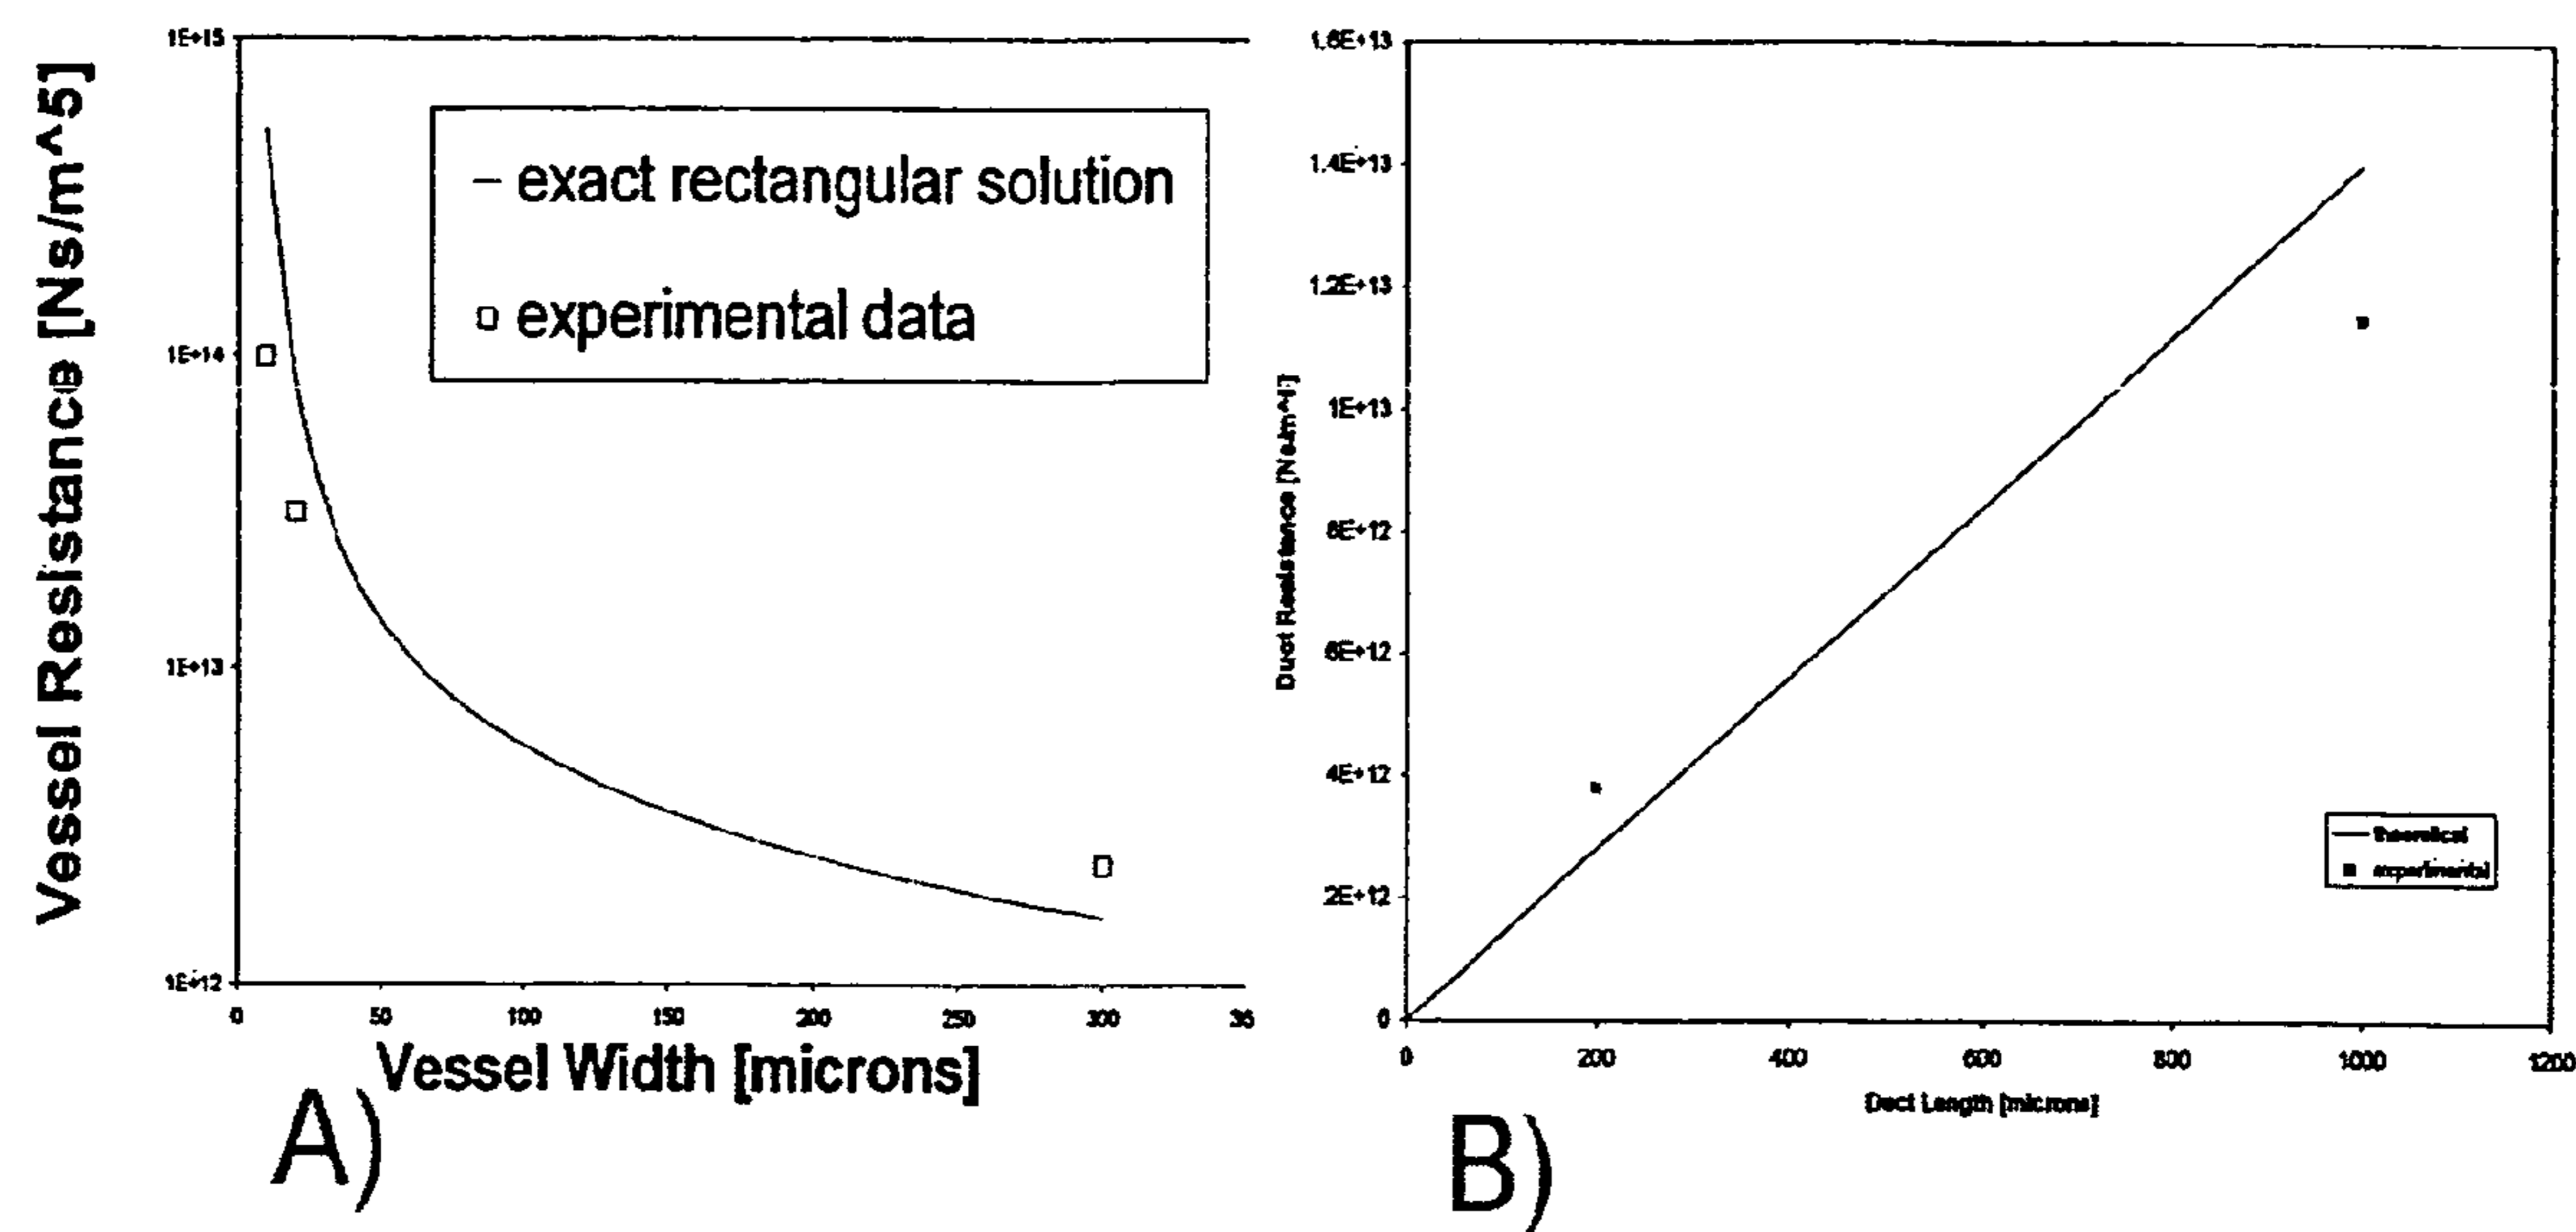 Vessel Resistance [Ns/m^5]
1E+15
1E+14
1E+13
1E+12
exact rectangular solution
experimental data
0 50 100 150 200 250 300 35
Vessel Width [microns]
A)
Duct Resistance
1.6E+13
1.4E+13
1.2E+13
1E+13
8E+12
6E+12
4E+12
2E+12
0
theoretical
experimental
0 200 400 600 800 1000 1200
Duct Length [microns]
B)